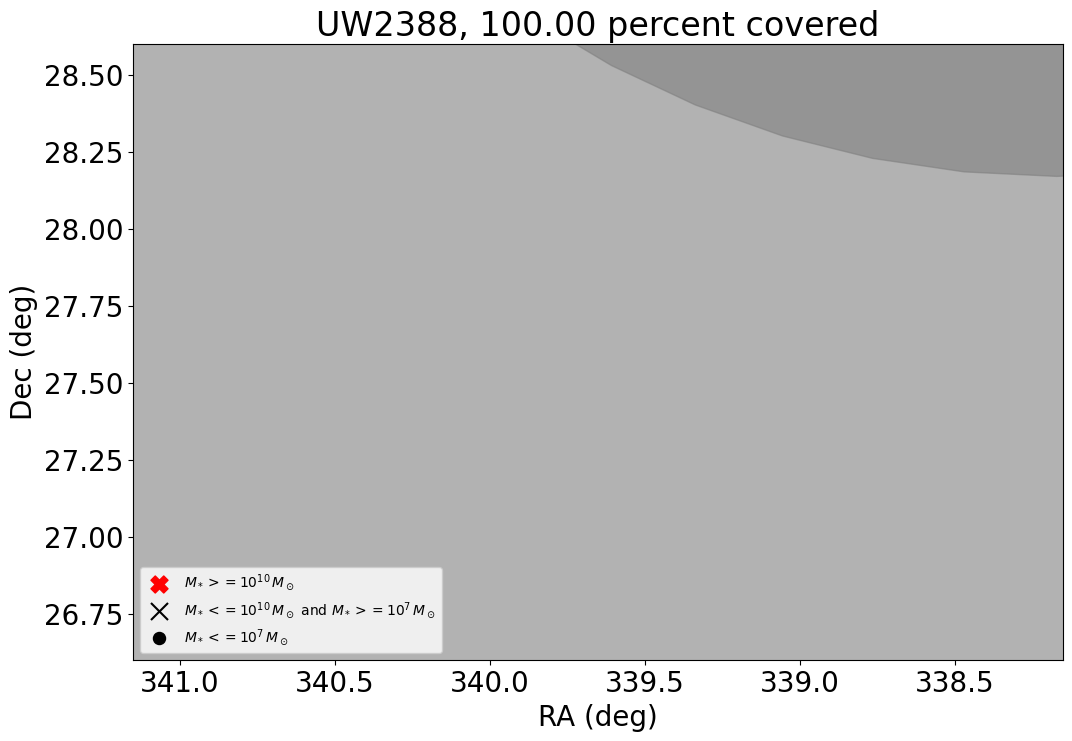 UW2388, 100.00 percent covered
28.50
28.25
28.00
27.75
27.50
27.25
27.00
26.75
Dec (deg)
M* >= 10^10 M⊙
M* <= 10^10 M⊙ and M* >= 10^7 M⊙
M* <= 10^7 M⊙
341.0 340.5 340.0 339.5 339.0 338.5
RA (deg)